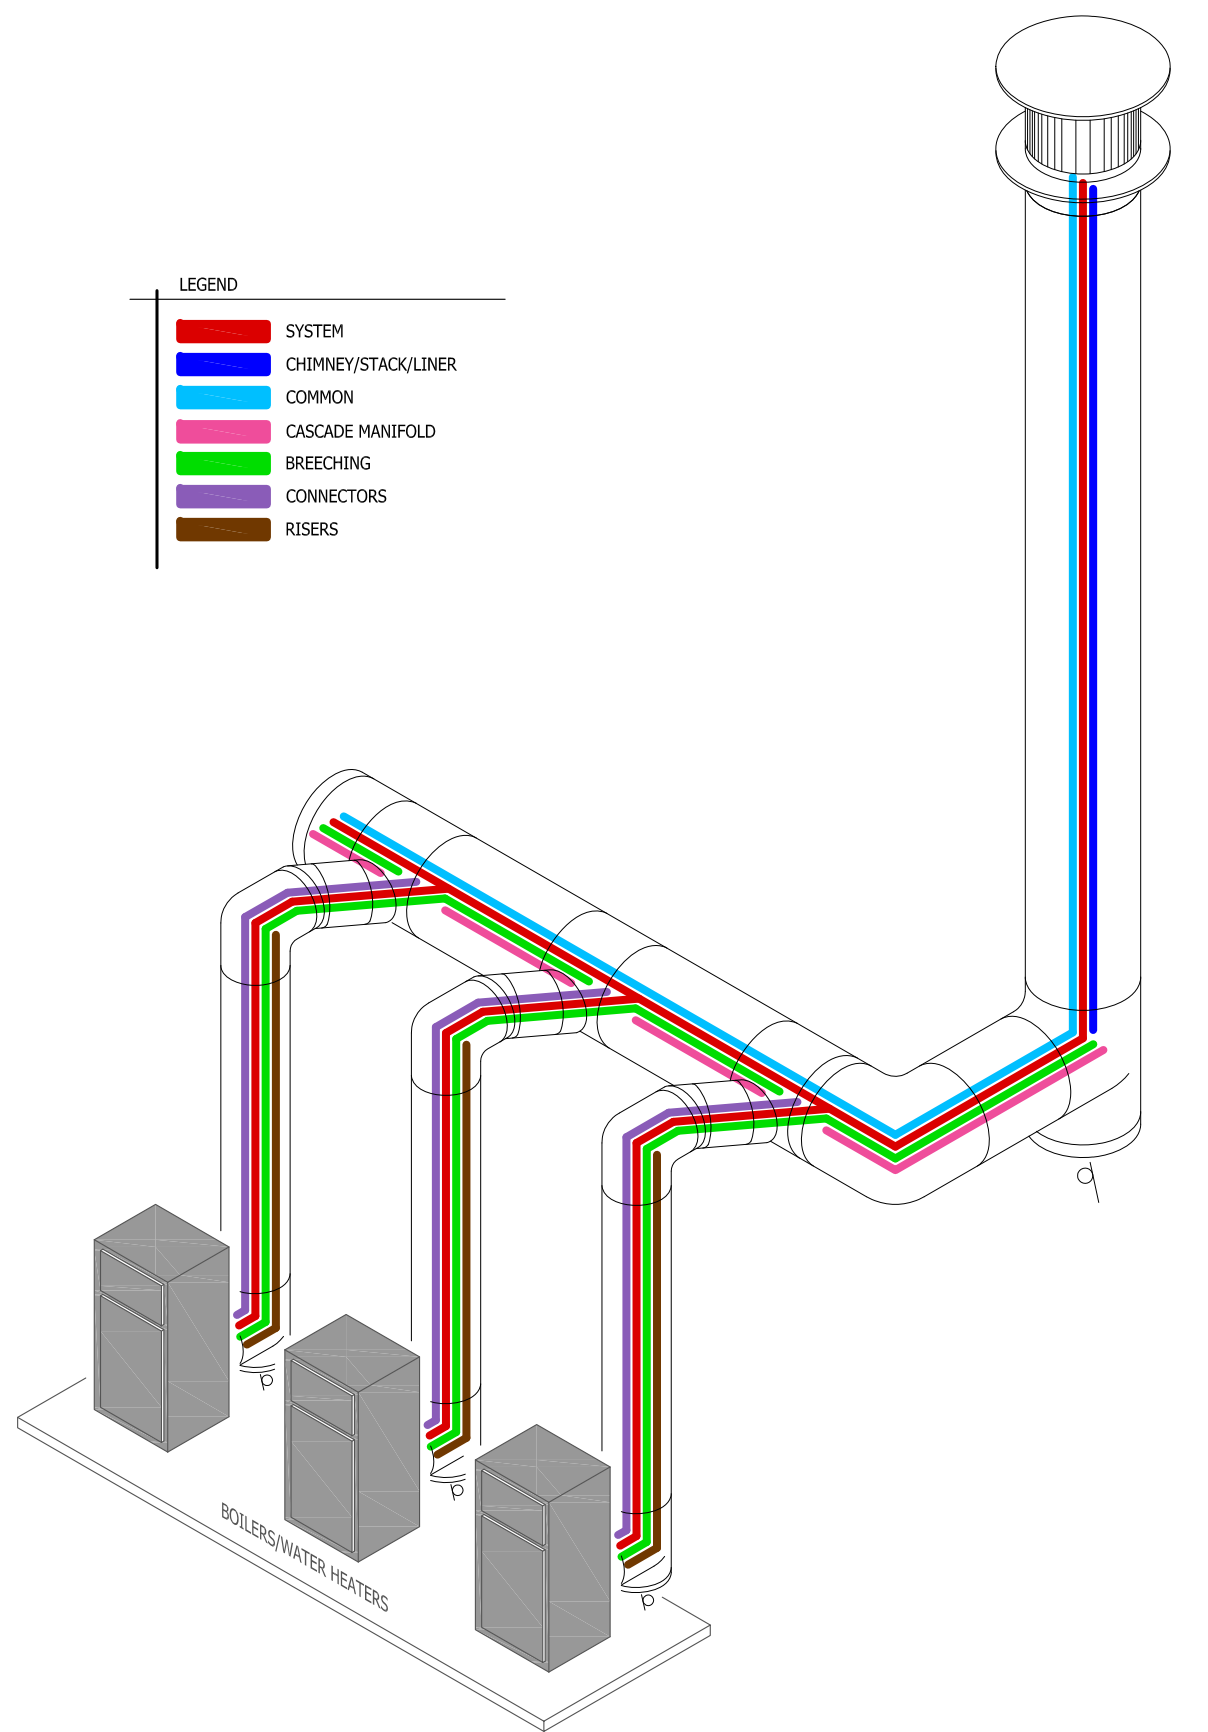 LEGEND
SYSTEM
CHIMNEY/STACK/LINER
COMMON
CASCADE MANIFOLD
BREECHING
CONNECTORS
RISERS
BOILERS/WATER HEATERS